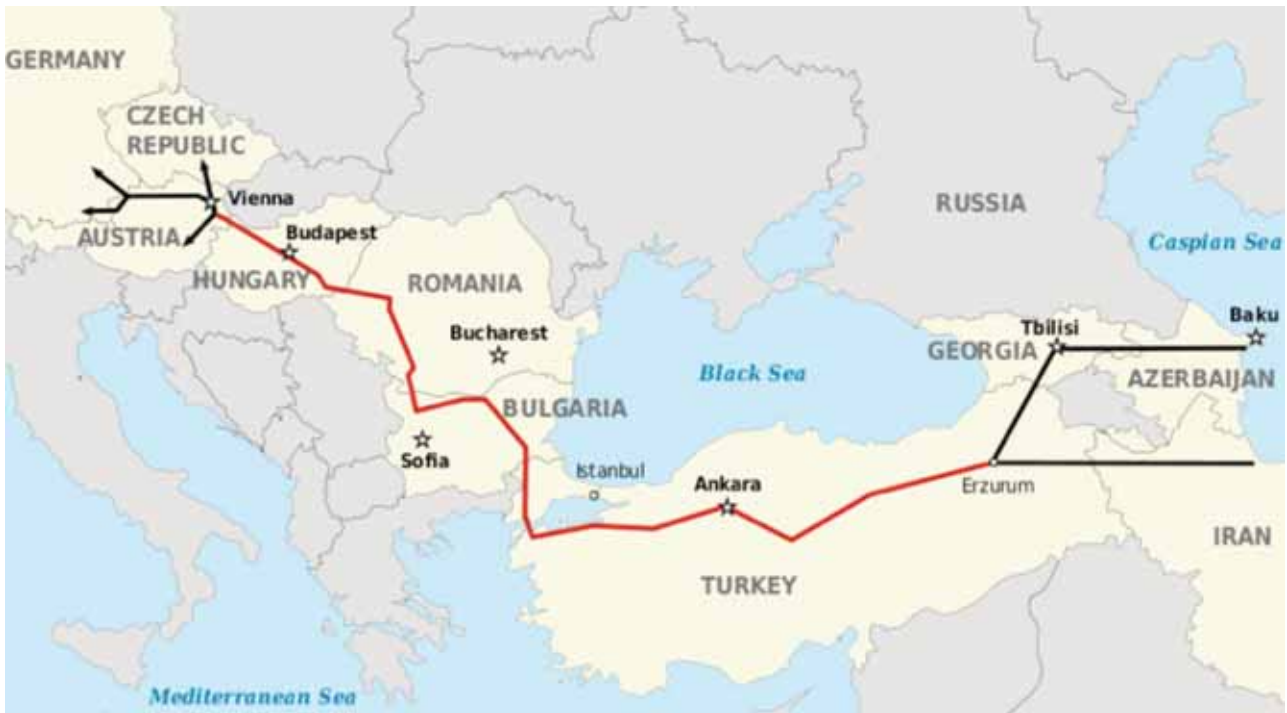 GERMANY
CZECH
REPUBLIC
Vienna
AUSTRIA
Budapest
HUNGARY
ROMANIA
Bucharest
BULGARIA
Sofia
Istanbul
Ankara
TURKEY
Black Sea
RUSSIA
Caspian Sea
Tbilisi
GEORGIA
Baku
AZERBAIJAN
Erzurum
IRAN
Mediterranean Sea